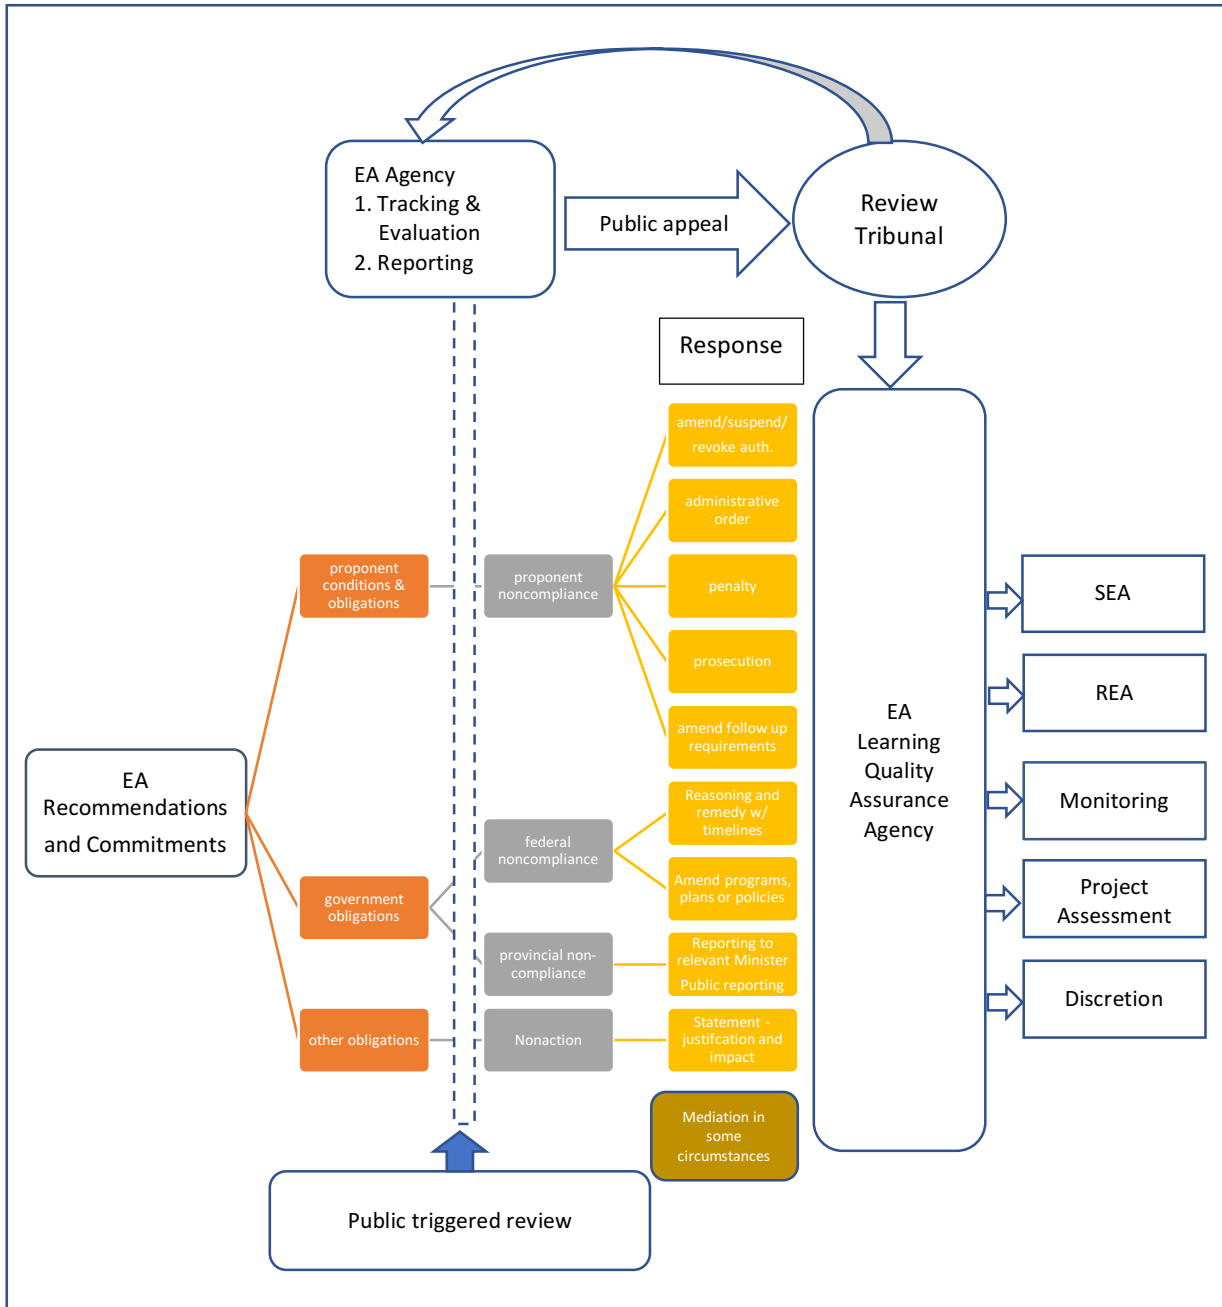 EA Agency
1. Tracking &
Evaluation
2. Reporting
Public appeal
Review
Tribunal
Response
amend/suspend/
revoke auth.
administrative
order
proponent
conditions &
obligations
proponent
noncompliance
penalty
prosecution
amend follow up
requirements
EA
Recommendations
and Commitments
federal
noncompliance
Reasoning and
remedy w/
timelines
Amend programs,
plans or policies
government
obligations
provincial non-
compliance
Reporting to
relevant Minister
Public reporting
other obligations
Nonaction
Statement -
justifcation and
impact
Mediation in
some
circumstances
Public triggered review
EA
Learning
Quality
Assurance
Agency
SEA
REA
Monitoring
Project
Assessment
Discretion